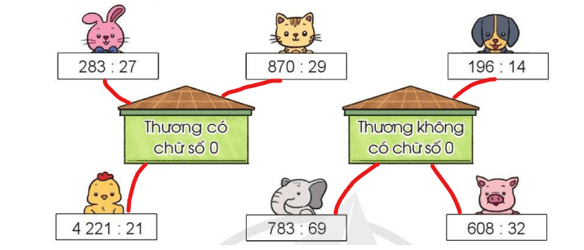 283 : 27
870 : 29
196 : 14
Thương có
chữ số 0
Thương không
có chữ số 0
4 221 : 21
783 : 69
608 : 32